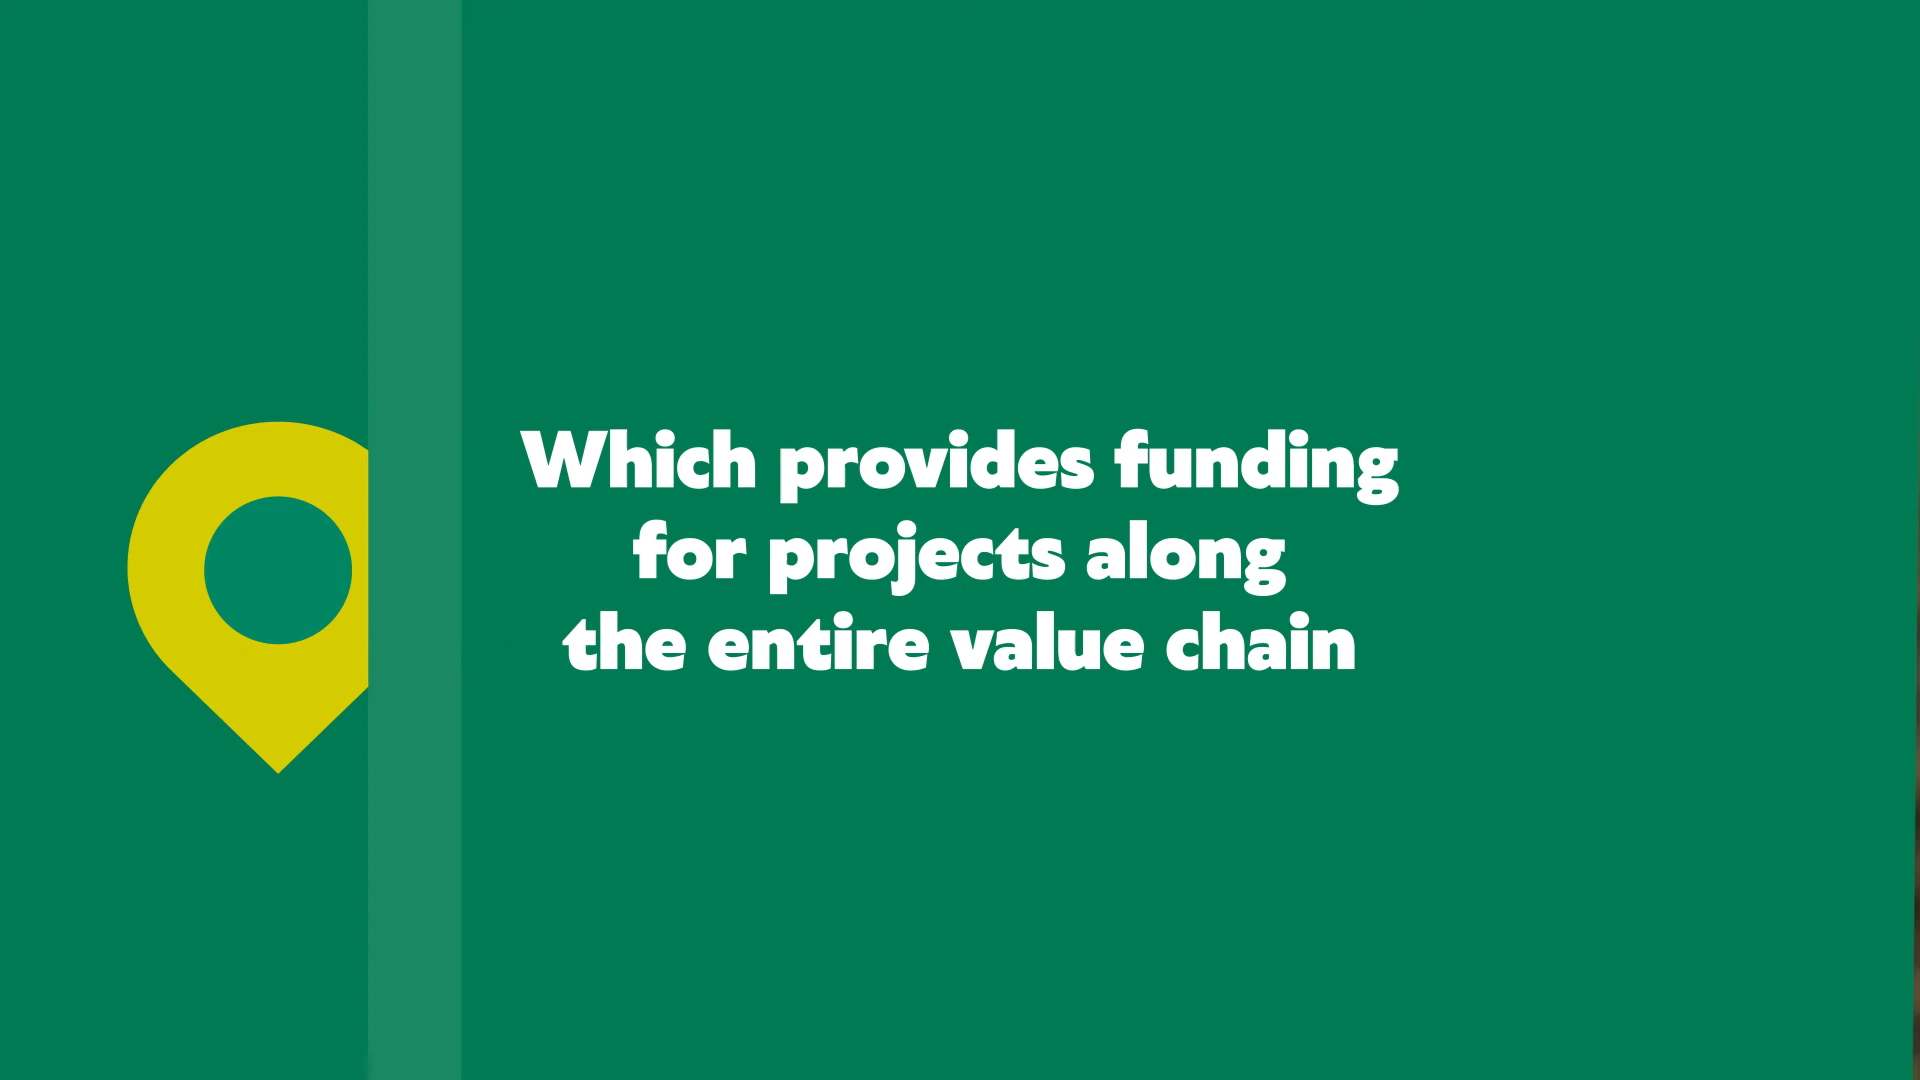 Which provides funding
for projects along
the entire value chain